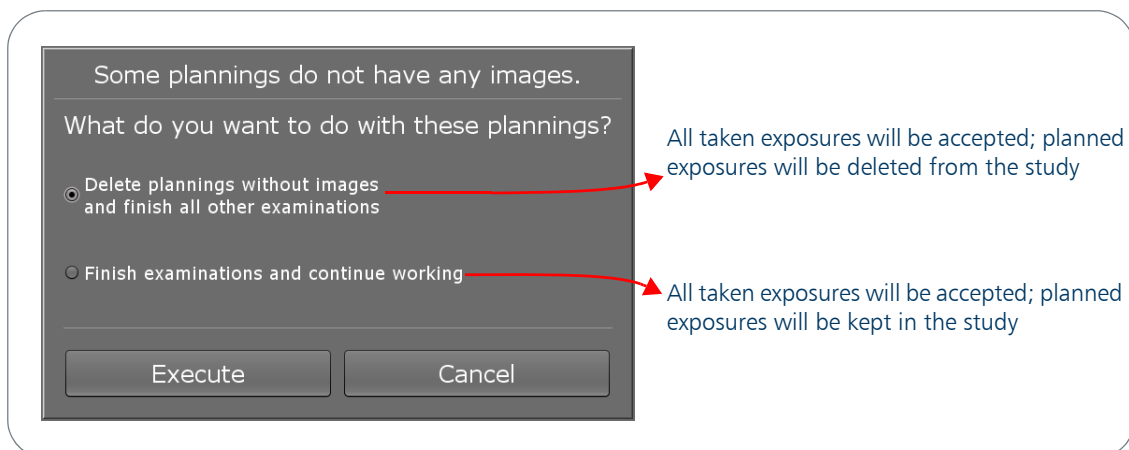 Some plannings do not have any images.
What do you want to do with these plannings?
Delete plannings without images
and finish all other examinations
All taken exposures will be accepted; planned
exposures will be deleted from the study
Finish examinations and continue working
All taken exposures will be accepted; planned
exposures will be kept in the study
Execute
Cancel